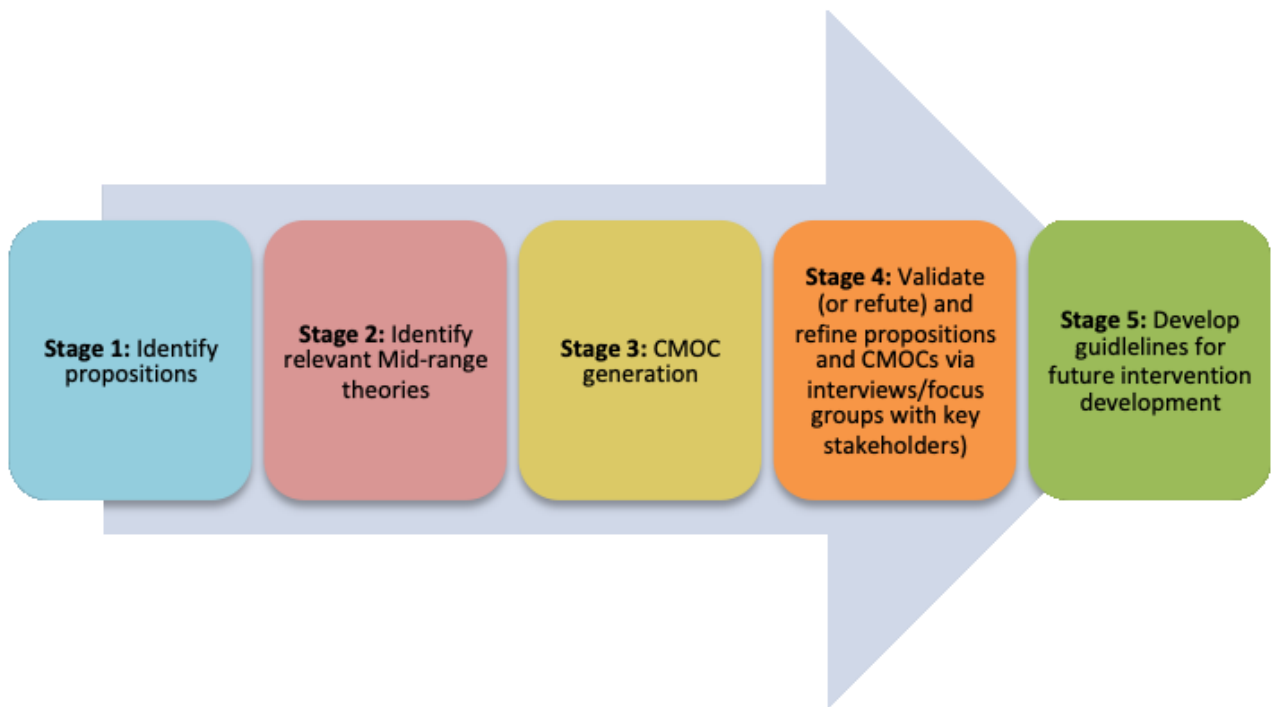 Stage 1: Identify
propositions
Stage 2: Identify
relevant Mid-range
theories
Stage 3: CMOC
generation
Stage 4: Validate
(or refute) and
refine propositions
and CMOCs via
interviews/focus
groups with key
stakeholders)
Stage 5: Develop
guidlelines for
future intervention
development